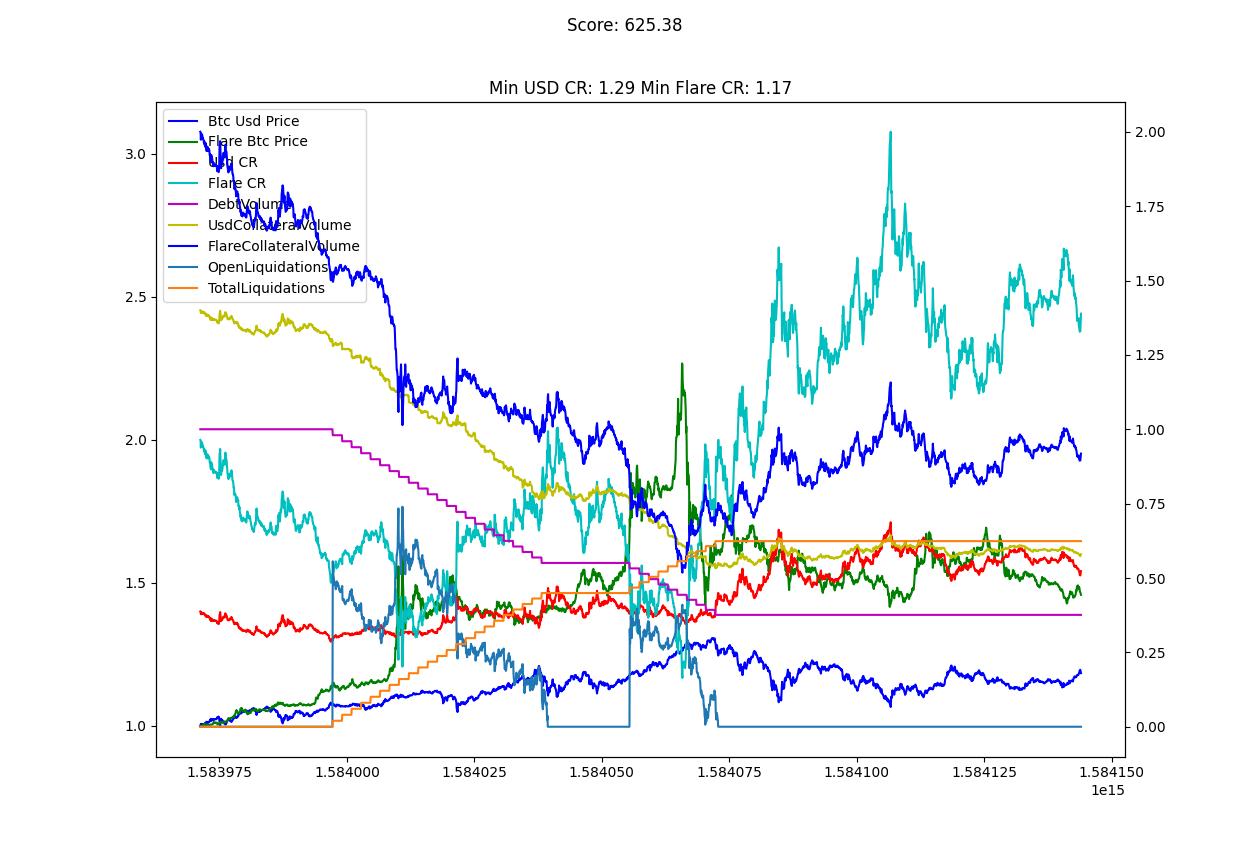 Score: 625.38
Min USD CR: 1.29 Min Flare CR: 1.17
Btc Usd Price
Flare Btc Price
Usd CR
Flare CR
DebtVolume
UsdCollateralVolume
FlareCollateralVolume
OpenLiquidations
TotalLiquidations
3.0
2.5
2.0
1.5
1.0
2.00
1.75
1.50
1.25
1.00
0.75
0.50
0.25
0.00
1.583975
1.584000
1.584025
1.584050
1.584075
1.584100
1.584125
1.584150
1e15